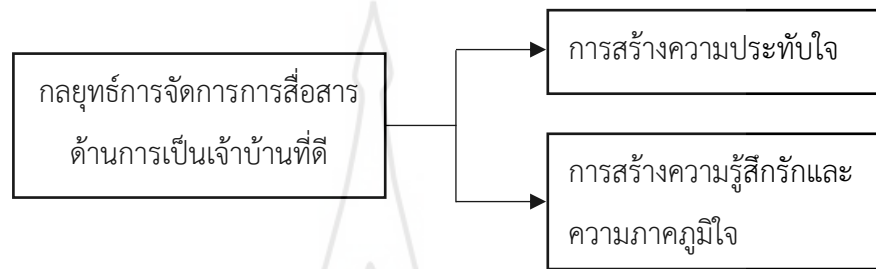 กลยุทธ์การจัดการการสื่อสาร
ด้านการเป็นเจ้าบ้านที่ดี
การสร้างความประทับใจ
การสร้างความรู้สึกรักและ
ความภาคภูมิใจ